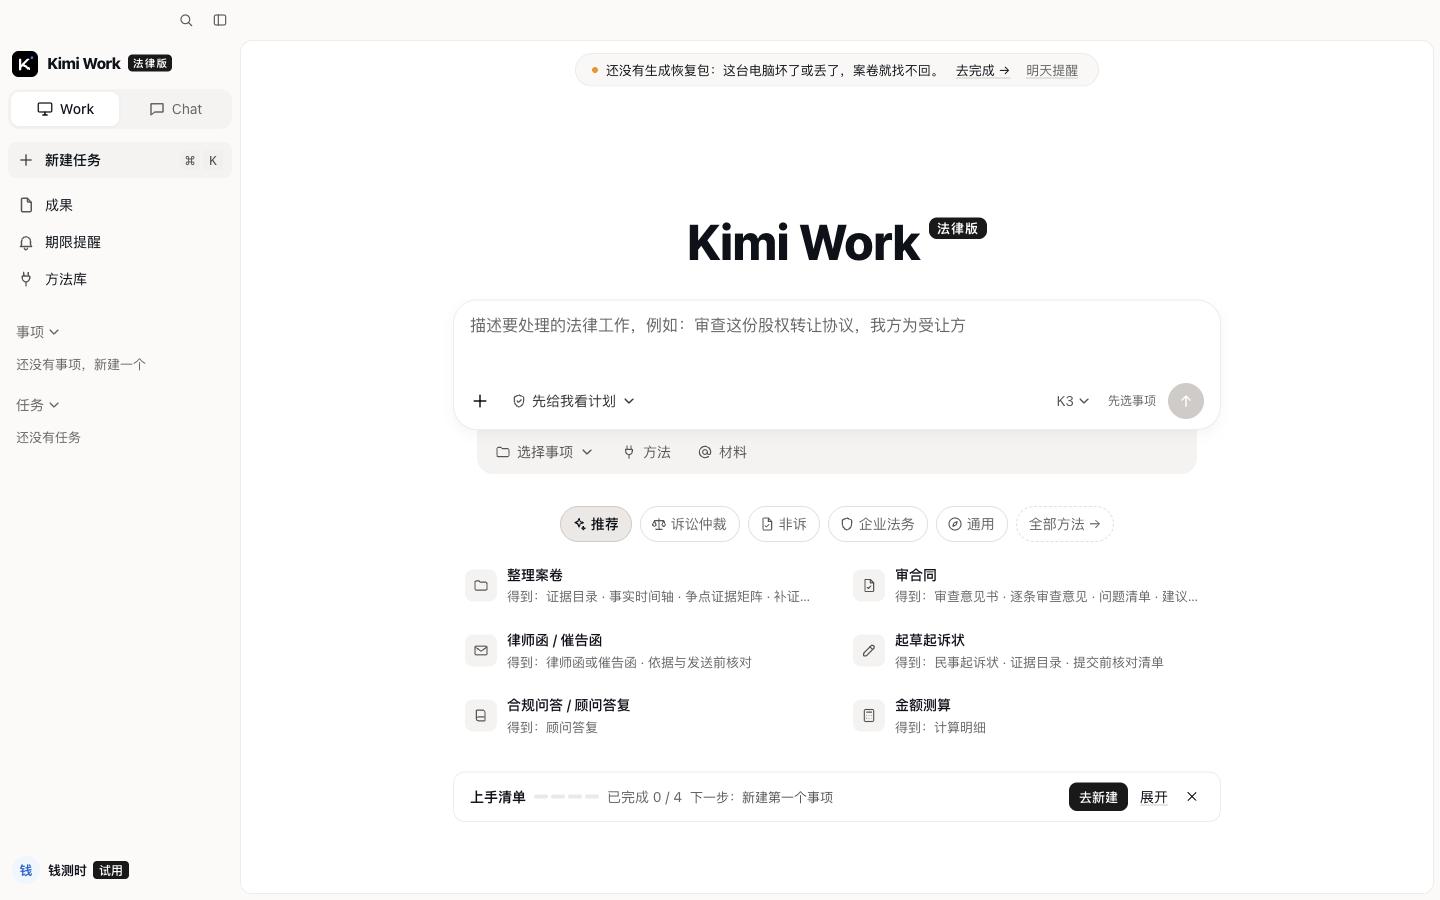 Kimi Work 法律版
Work
Chat
新建任务 ⌘ K
成果
期限提醒
方法库
事项
还没有事项，新建一个
任务
还没有任务
钱 钱测时 试用
还没有生成恢复包：这台电脑坏了或丢了，案卷就找不回。 去完成 → 明天提醒
Kimi Work 法律版
描述要处理的法律工作，例如：审查这份股权转让协议，我方为受让方
先给我看计划
K3
先选事项
选择事项
方法
材料
推荐
诉讼仲裁
非诉
企业法务
通用
全部方法 →
整理案卷
得到：证据目录 · 事实时间轴 · 争点证据矩阵 · 补证...
审合同
得到：审查意见书 · 逐条审查意见 · 问题清单 · 建议...
律师函 / 催告函
得到：律师函或催告函 · 依据与发送前核对
起草起诉状
得到：民事起诉状 · 证据目录 · 提交前核对清单
合规问答 / 顾问答复
得到：顾问答复
金额测算
得到：计算明细
上手清单 已完成 0 / 4 下一步：新建第一个事项 去新建 展开